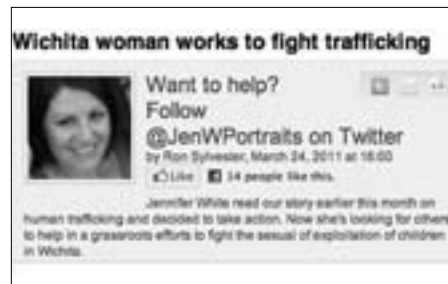 Wichita woman works to fight trafficking
Want to help?
Follow
@JenWPortraits on Twitter
by Ron Sylvester, March 24, 2011 at 16:00
Like 14 people like this.
Jennifer White read our story earlier this month on
human trafficking and decided to take action. Now she's looking for others
to help in a grassroots efforts to fight the sexual of exploitation of children
in Wichita.